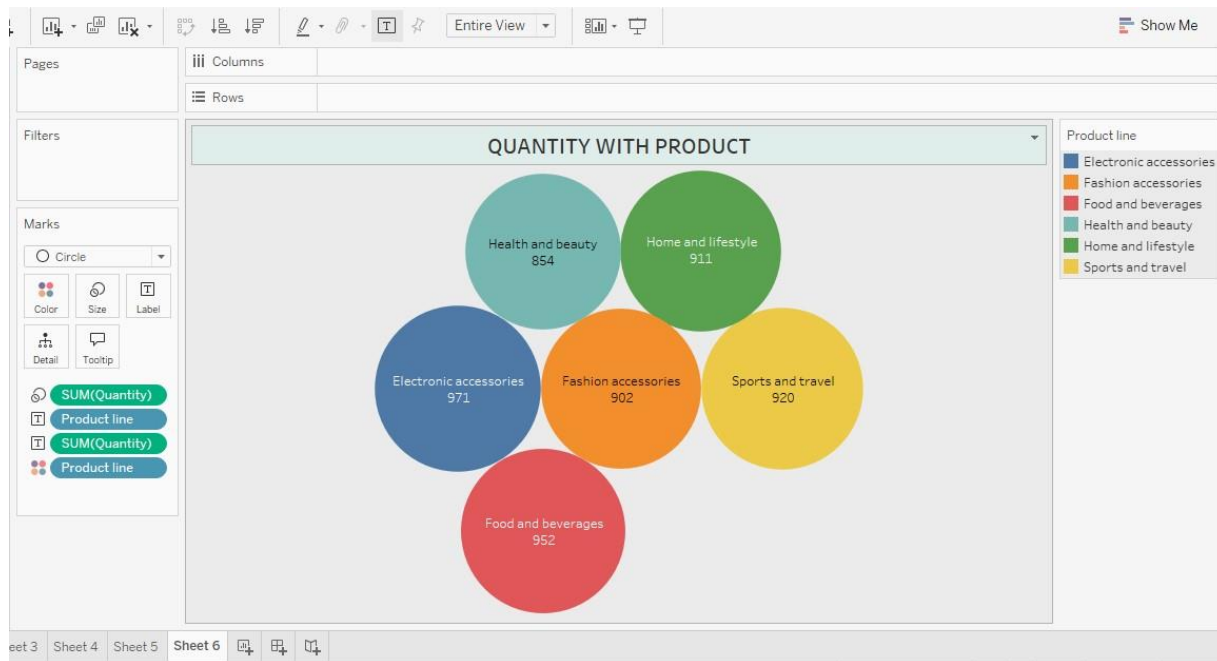 Entire View
Show Me
Pages
Columns
Rows
Filters
QUANTITY WITH PRODUCT
Product line
Electronic accessories
Fashion accessories
Food and beverages
Health and beauty
Home and lifestyle
Sports and travel
Marks
Circle
Color Size Label
Detail Tooltip
SUM(Quantity)
Product line
SUM(Quantity)
Product line
Health and beauty
854
Home and lifestyle
911
Electronic accessories
971
Fashion accessories
902
Sports and travel
920
Food and beverages
952
eet 3 Sheet 4 Sheet 5 Sheet 6